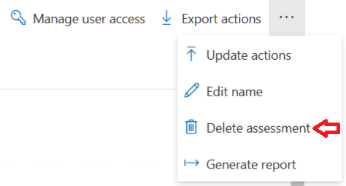 Manage user access Export actions ...
Update actions
Edit name
Delete assessment
Generate report